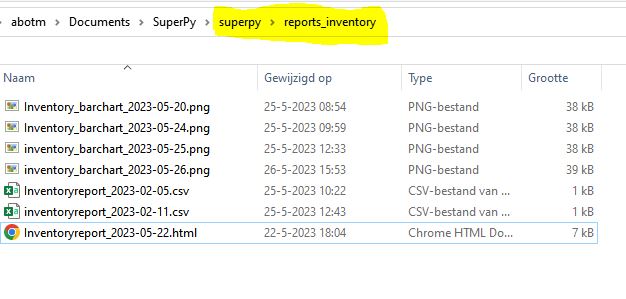 abotm > Documents > SuperPy > superpy > reports_inventory
Naam Gewijzigd op Type Grootte
Inventory_barchart_2023-05-20.png 25-5-2023 08:54 PNG-bestand 38 kB
Inventory_barchart_2023-05-24.png 25-5-2023 09:59 PNG-bestand 38 kB
inventory_barchart_2023-05-25.png 25-5-2023 12:33 PNG-bestand 38 kB
inventory_barchart_2023-05-26.png 26-5-2023 15:53 PNG-bestand 39 kB
Inventoryreport_2023-02-05.csv 25-5-2023 10:22 CSV-bestand van ... 1 kB
inventoryreport_2023-02-11.csv 25-5-2023 12:43 CSV-bestand van ... 1 kB
Inventoryreport_2023-05-22.html 22-5-2023 18:04 Chrome HTML Do... 7 kB